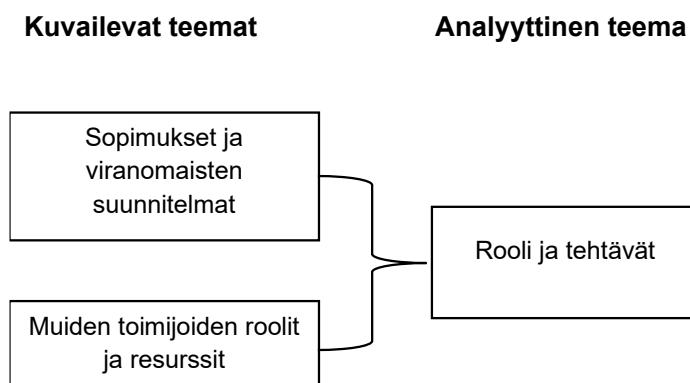 Kuvailevat teemat
Analyyttinen teema
Sopimukset ja
viranomaisten
suunnitelmat
Rooli ja tehtävät
Muiden toimijoiden roolit
ja resurssit